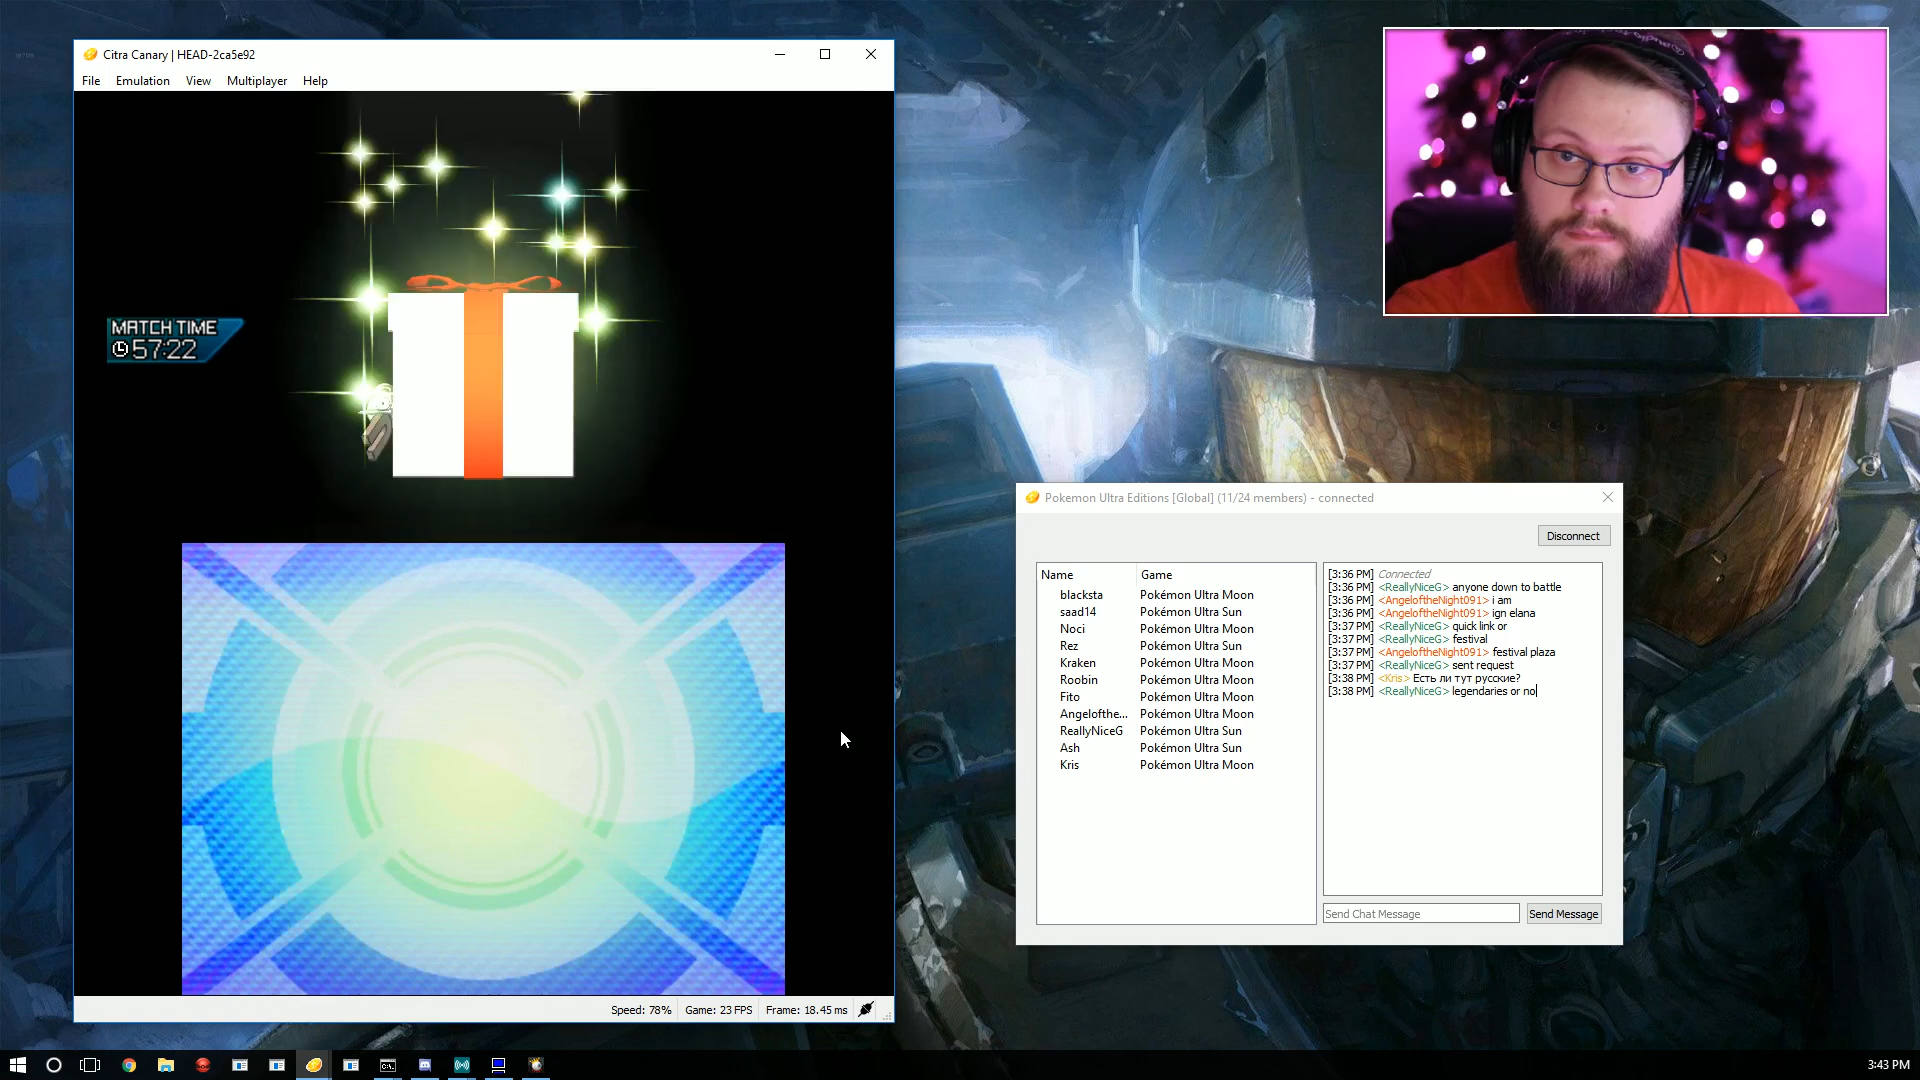 Citra Canary | HEAD-2ca5e92
File Emulation View Multiplayer Help
MATCH TIME
57:22
Speed: 78% Game: 23 FPS Frame: 18.45 ms
Pokemon Ultra Editions [Global] (11/24 members) - connected
Disconnect
Name Game
blacksta Pokémon Ultra Moon
saad14 Pokémon Ultra Sun
Noci Pokémon Ultra Moon
Rez Pokémon Ultra Sun
Kraken Pokémon Ultra Moon
Roobin Pokémon Ultra Moon
Fito Pokémon Ultra Moon
Angelofthe... Pokémon Ultra Moon
ReallyNiceG Pokémon Ultra Sun
Ash Pokémon Ultra Sun
Kris Pokémon Ultra Moon
[3:36 PM] Connected
[3:36 PM] <ReallyNiceG> anyone down to battle
[3:36 PM] <AngeloftheNight091> i am
[3:36 PM] <AngeloftheNight091> ign elana
[3:37 PM] <ReallyNiceG> quick link or
[3:37 PM] <ReallyNiceG> festival
[3:37 PM] <AngeloftheNight091> festival plaza
[3:37 PM] <ReallyNiceG> sent request
[3:38 PM] <Kris> Есть ли тут русские?
[3:38 PM] <ReallyNiceG> legendaries or no
Send Chat Message
Send Message
3:43 PM